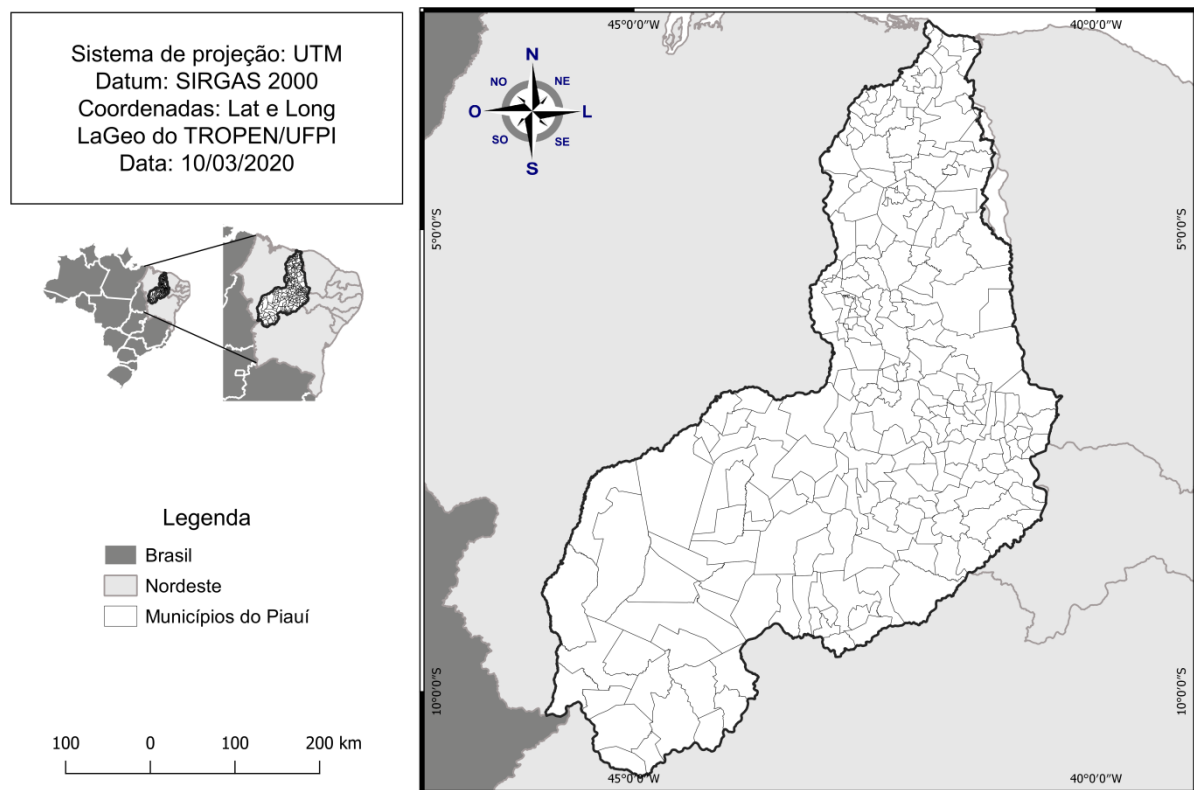 Sistema de projeção: UTM
Datum: SIRGAS 2000
Coordenadas: Lat e Long
LaGeo do TROPEN/UFPI
Data: 10/03/2020
Legenda
Brasil
Nordeste
Municípios do Piauí
100 0 100 200 km
45°0'0"W 40°0'0"W
N
NO NE
O L
SO SE
S
5°0'0"S 5°0'0"S
10°0'0"S 10°0'0"S
45°0'0"W 40°0'0"W